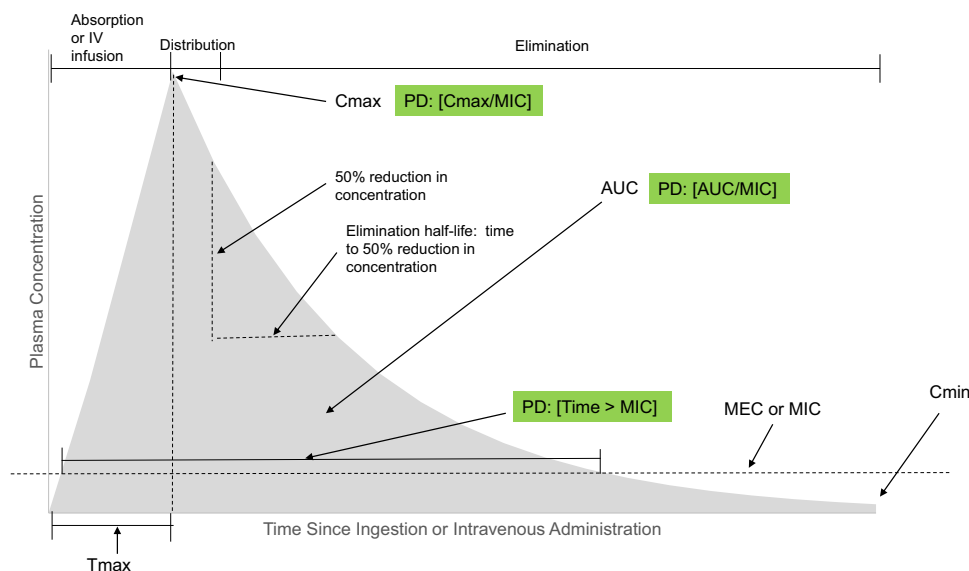 Absorption
or IV
infusion
Distribution
Elimination
Cmax
PD: [Cmax/MIC]
50% reduction in
concentration
AUC
PD: [AUC/MIC]
Elimination half-life: time
to 50% reduction in
concentration
Plasma Concentration
PD: [Time > MIC]
MEC or MIC
Cmin
Time Since Ingestion or Intravenous Administration
Tmax